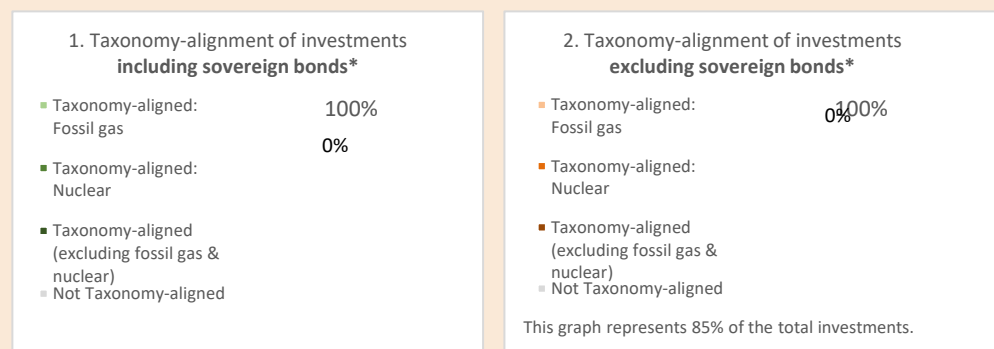 1. Taxonomy-alignment of investments
including sovereign bonds*
Taxonomy-aligned:
Fossil gas
100%
0%
Taxonomy-aligned:
Nuclear
Taxonomy-aligned
(excluding fossil gas &
nuclear)
Not Taxonomy-aligned
2. Taxonomy-alignment of investments
excluding sovereign bonds*
Taxonomy-aligned:
Fossil gas
0%
100%
Taxonomy-aligned:
Nuclear
Taxonomy-aligned
(excluding fossil gas &
nuclear)
Not Taxonomy-aligned
This graph represents 85% of the total investments.